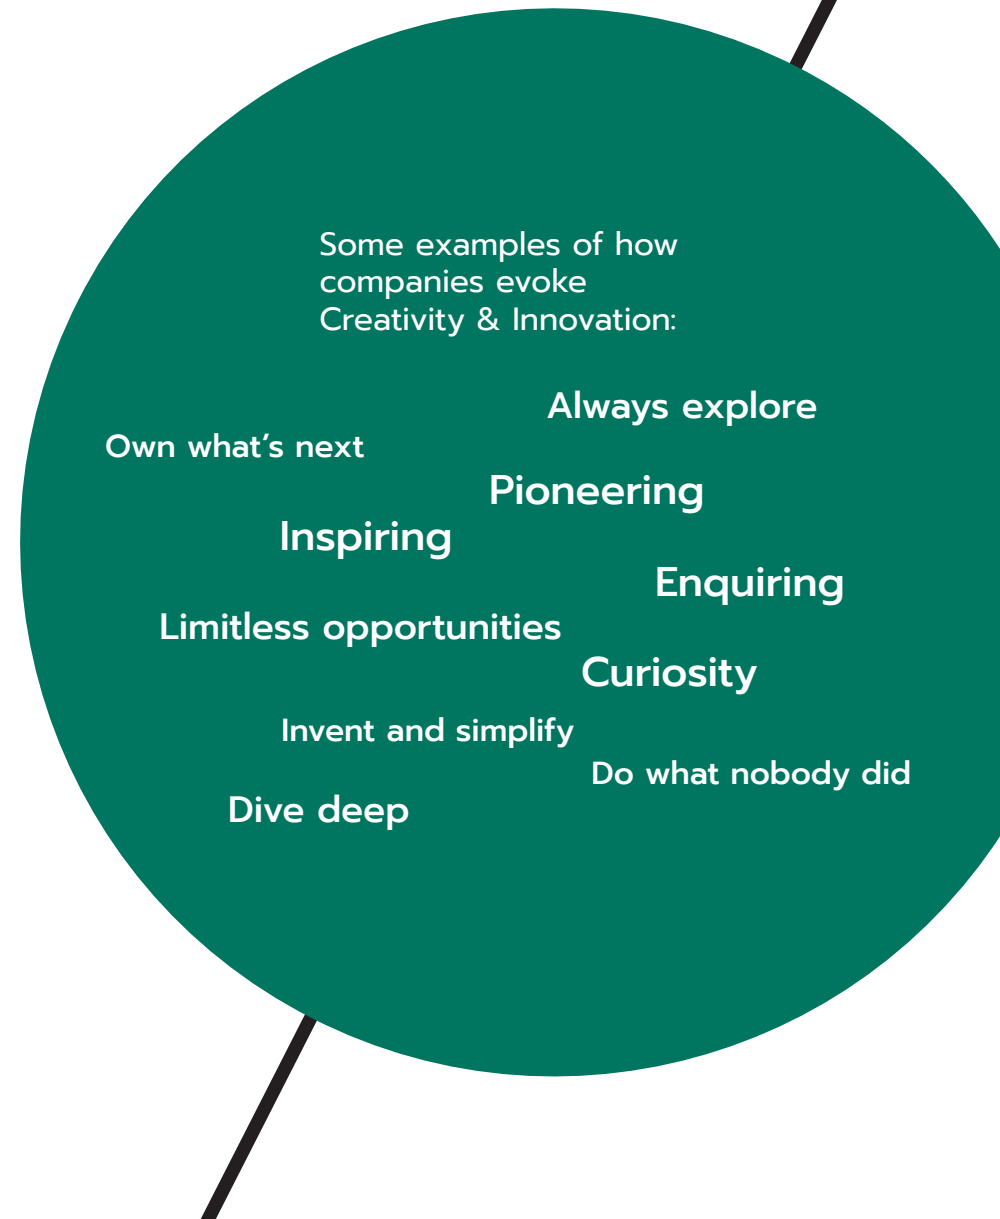 Some examples of how
companies evoke
Creativity & Innovation:
Always explore
Own what’s next
Pioneering
Inspiring
Enquiring
Limitless opportunities
Curiosity
Invent and simplify
Do what nobody did
Dive deep